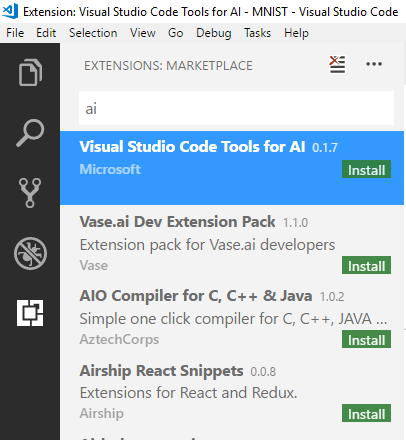 Extension: Visual Studio Code Tools for AI - MNIST - Visual Studio Code
File Edit Selection View Go Debug Tasks Help
EXTENSIONS: MARKETPLACE
ai
Visual Studio Code Tools for AI 0.1.7
Microsoft Install
Vase.ai Dev Extension Pack 1.1.0
Extension pack for Vase.ai developers
Vase Install
AIO Compiler for C, C++ & Java 1.0.2
Simple one click compiler for C, C++, JAVA ...
AztechCorps Install
Airship React Snippets 0.0.8
Extensions for React and Redux.
Airship Install